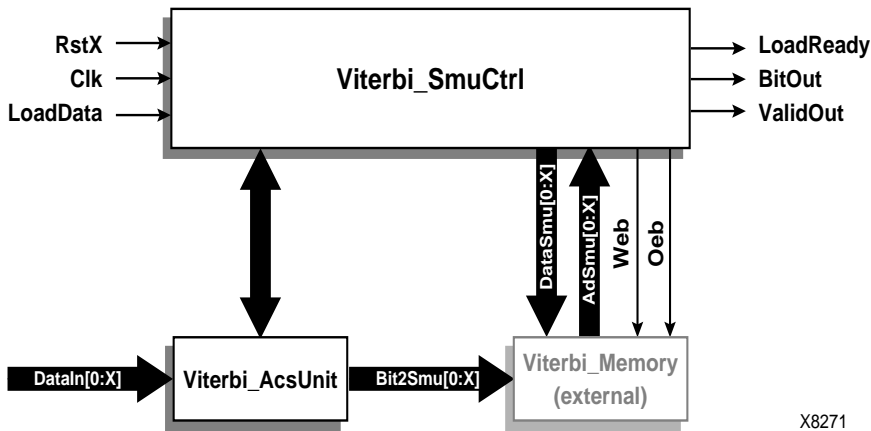 RstX
Clk
LoadData
Viterbi_SmuCtrl
LoadReady
BitOut
ValidOut
DataSmu[0:X]
AdSmu[0:X]
Web
Oeb
DataIn[0:X]
Viterbi_AcsUnit
Bit2Smu[0:X]
Viterbi_Memory
(external)
X8271